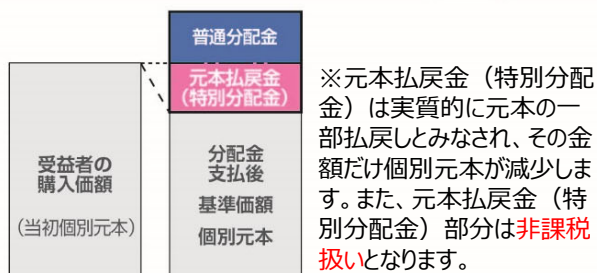 普通分配金
元本払戻金
(特別分配金)
受益者の
購入価額
(当初個別元本)
分配金
支払後
基準価額
個別元本
※元本払戻金（特別分配
金）は実質的に元本の一
部払戻しとみなされ、その金
額だけ個別元本が減少しま
す。また、元本払戻金（特
別分配金）部分は非課税
扱いとなります。